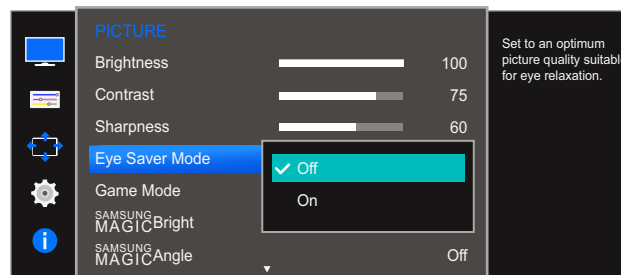 PICTURE
Brightness 100
Contrast 75
Sharpness 60
Eye Saver Mode
Off
Game Mode
On
SAMSUNG
MAGICBright
SAMSUNG
MAGICAngle Off
Set to an optimum
picture quality suitabl
for eye relaxation.
i